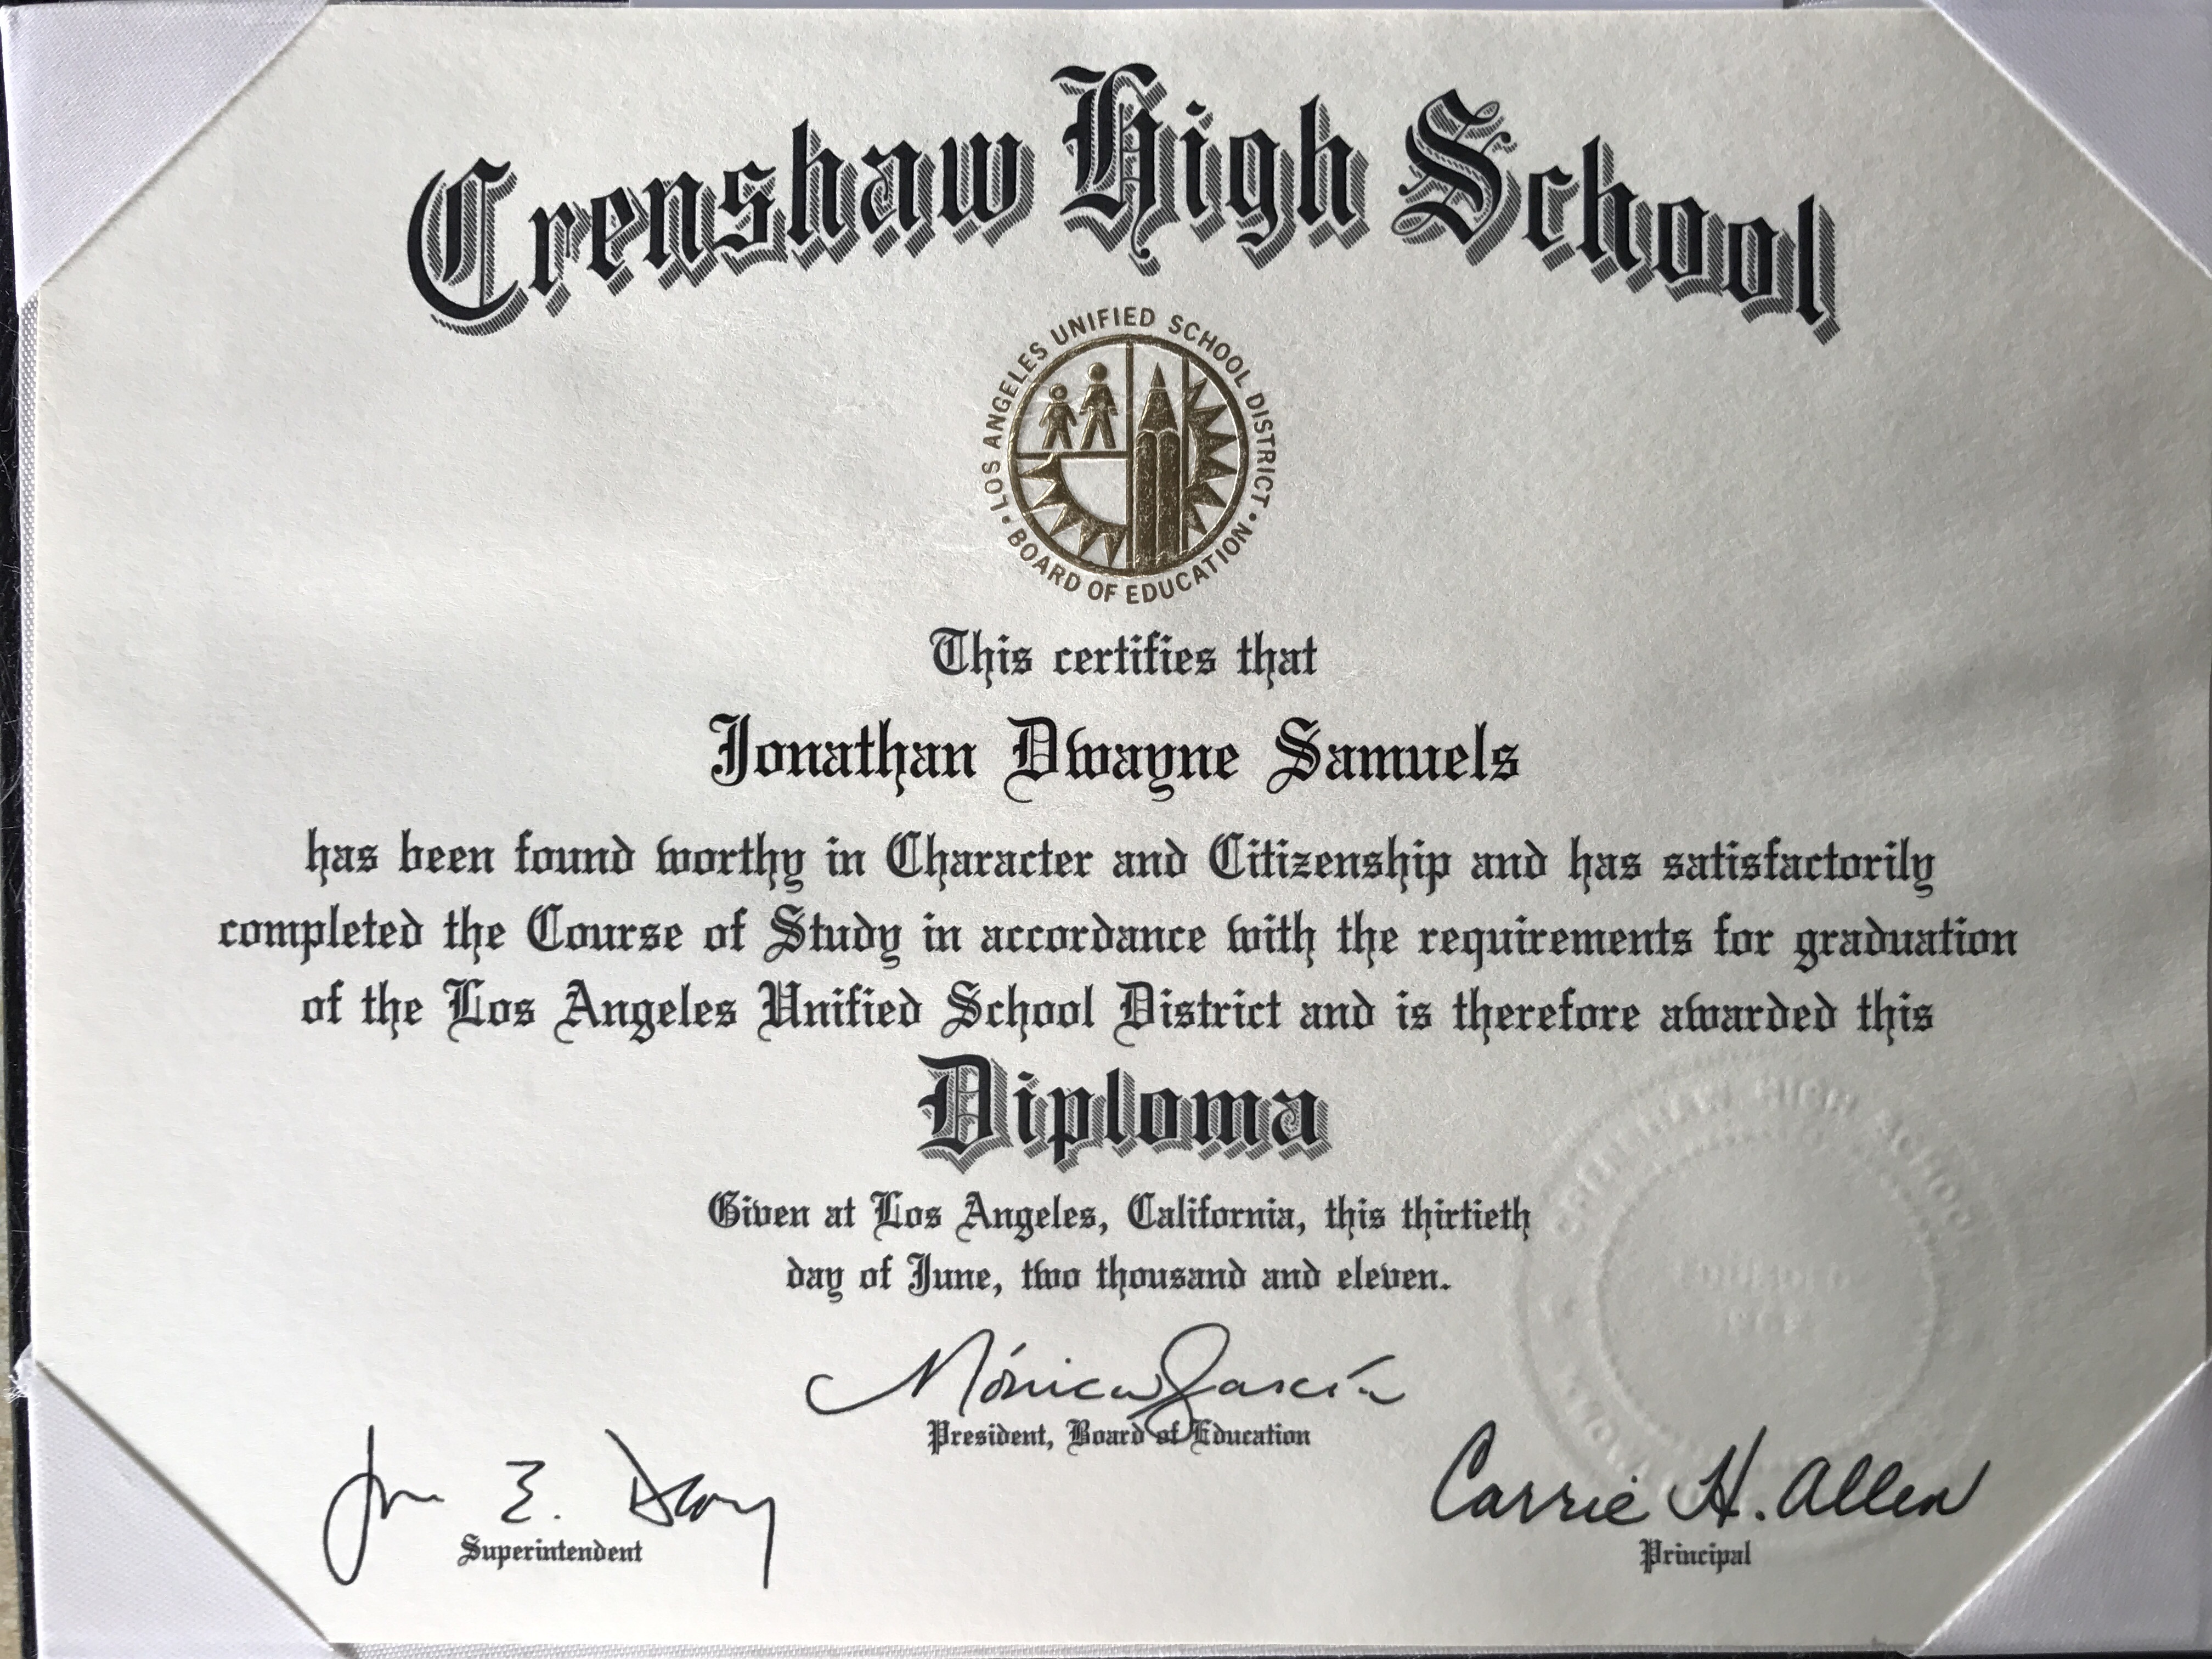 Crenshaw High School
LOS ANGELES UNIFIED SCHOOL DISTRICT
• BOARD OF EDUCATION •
This certifies that
Jonathan Dwayne Samuels
has been found worthy in Character and Citizenship and has satisfactorily
completed the Course of Study in accordance with the requirements for graduation
of the Los Angeles Unified School District and is therefore awarded this
Diploma
CRENSHAW HIGH SCHOOL
Given at Los Angeles, California, this thirtieth
day of June, two thousand and eleven.
Mónica García
President, Board of Education
E.
Superintendent
Carrie H. Allen
Principal